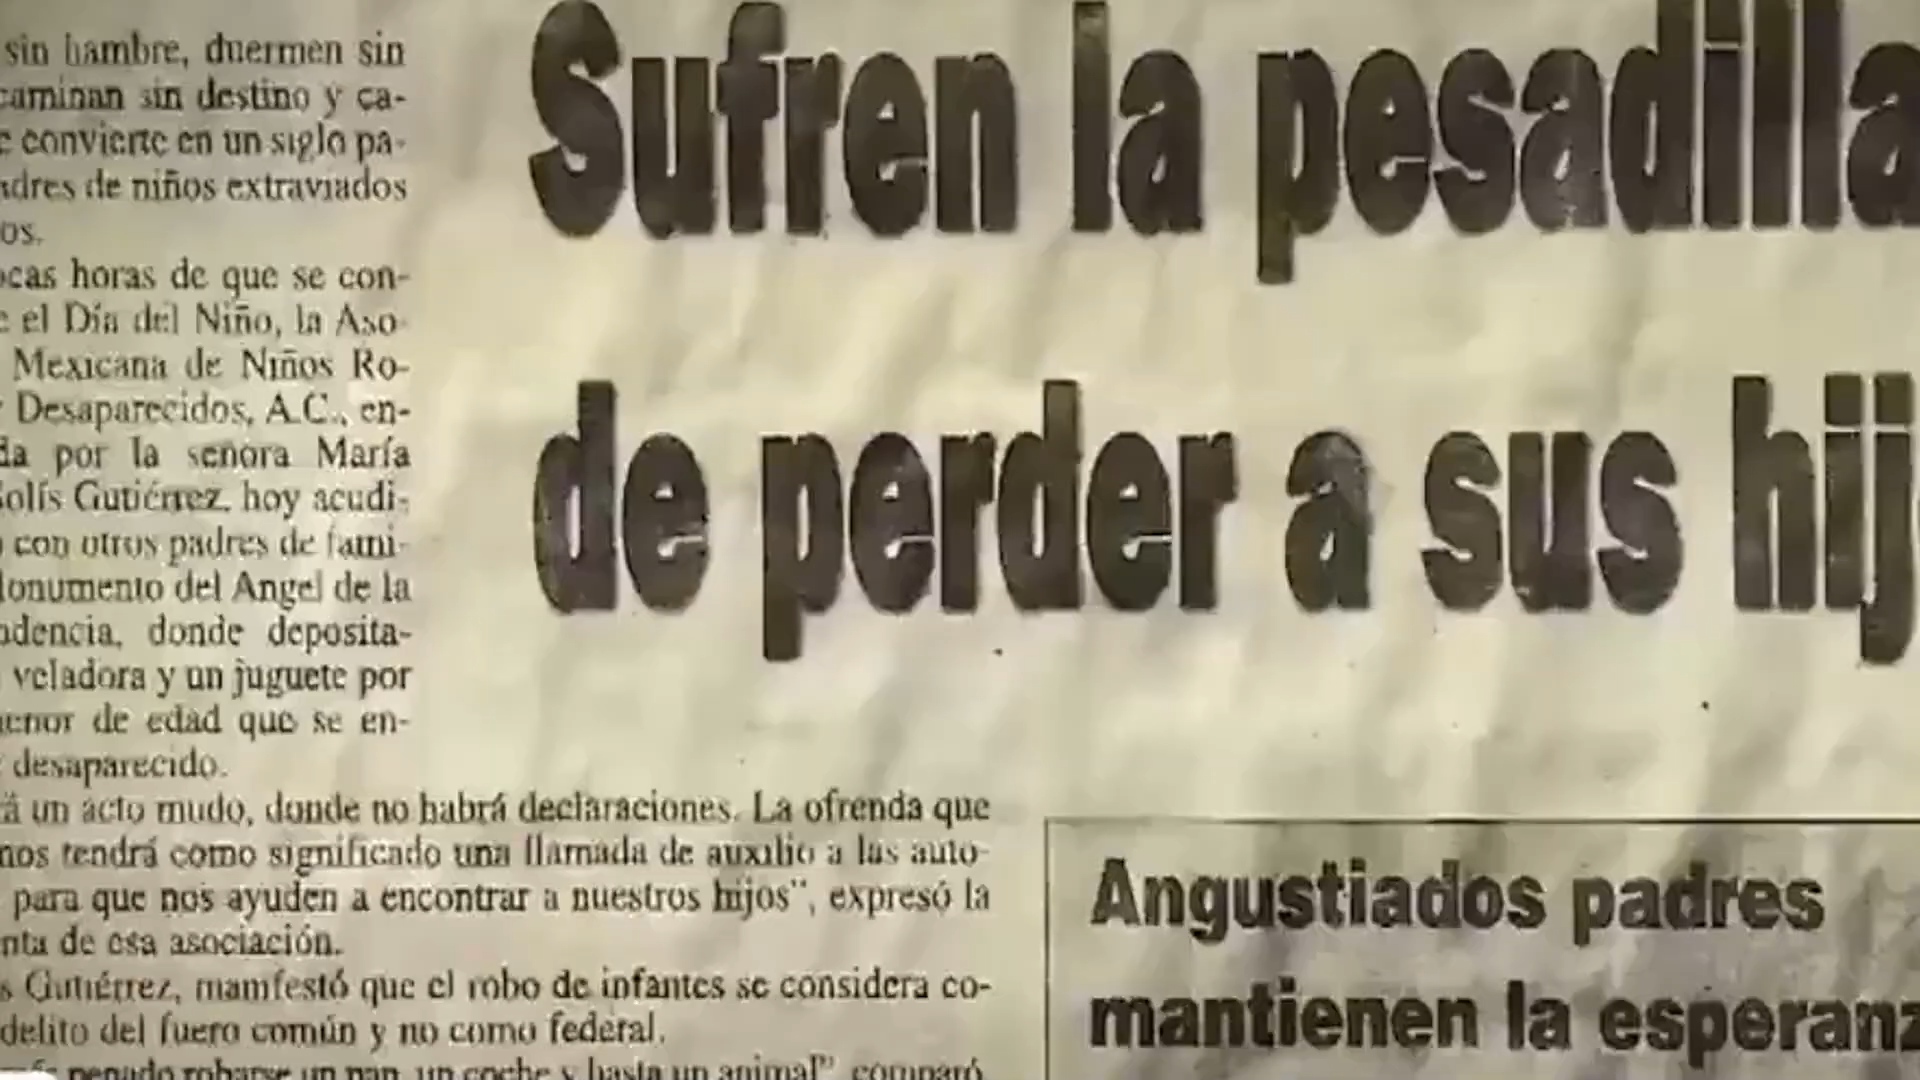 sin hambre, duermen sin
caminan sin destino y ca-
e convierte en un siglo pa-
adres de niños extraviados
os.
ocas horas de que se con-
e el Día del Niño, la Aso-
Mexicana de Niños Ro-
Desaparecidos, A.C., en-
da por la señora María
Solís Gutiérrez, hoy acudi-
con otros padres de fami-
Monumento del Angel de la
ndencia, donde deposita-
veladora y un juguete por
menor de edad que se en-
desaparecido.
á un acto mudo, donde no habrá declaraciones. La ofrenda que
mos tendrá como significado una llamada de auxilio a las auto-
para que nos ayuden a encontrar a nuestros hijos", expresó la
nta de esa asociación.
s Gutiérrez, manifestó que el robo de infantes se considera co-
delito del fuero común y no como federal.
penado robarse un pan, un coche y hasta un animal", comparó
Sufren la pesadilla
de perder a sus hij
Angustiados padres
mantienen la esperanz